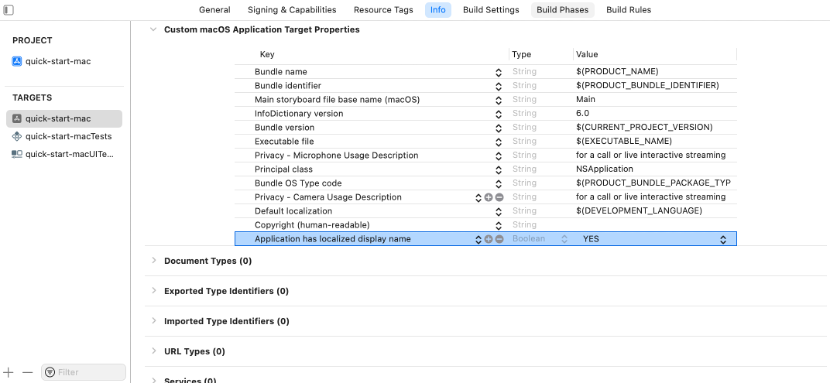 General Signing & Capabilities Resource Tags Info Build Settings Build Phases Build Rules
PROJECT
quick-start-mac
TARGETS
quick-start-mac
quick-start-macTests
quick-start-macUITe...
Filter
Custom macOS Application Target Properties
Key Type Value
Bundle name String $(PRODUCT_NAME)
Bundle identifier String $(PRODUCT_BUNDLE_IDENTIFIER)
Main storyboard file base name (macOS) String Main
InfoDictionary version String 6.0
Bundle version String $(CURRENT_PROJECT_VERSION)
Executable file String $(EXECUTABLE_NAME)
Privacy - Microphone Usage Description String for a call or live interactive streaming
Principal class String NSApplication
Bundle OS Type code String $(PRODUCT_BUNDLE_PACKAGE_TYP
Privacy - Camera Usage Description String for a call or live interactive streaming
Default localization String $(DEVELOPMENT_LANGUAGE)
Copyright (human-readable) String
Application has localized display name Boolean YES
Document Types (0)
Exported Type Identifiers (0)
Imported Type Identifiers (0)
URL Types (0)
Services (0)